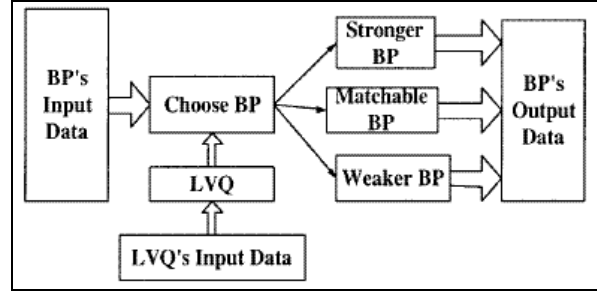 BP's
Input
Data
Choose BP
LVQ
LVQ's Input Data
Stronger
BP
Matchable
BP
Weaker BP
BP's
Output
Data